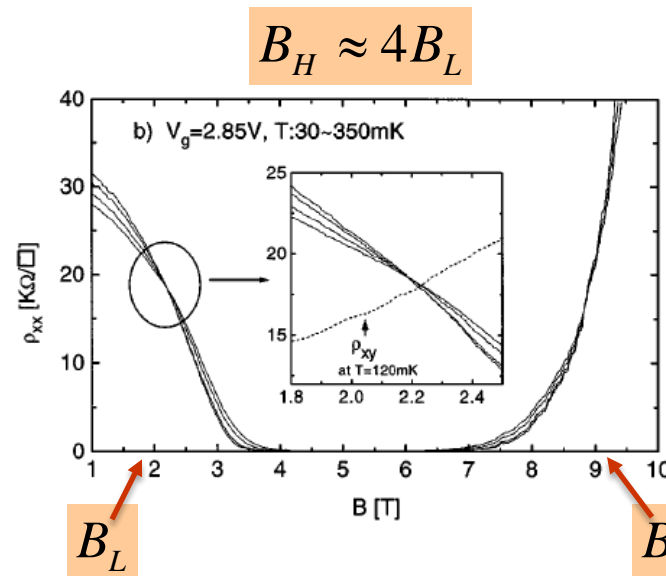 B_H ≈ 4B_L
b) V_g=2.85V, T:30~350mK
ρ_xx [KΩ/□]
40
30
20
10
0
25
20
15
1.8 2.0 2.2 2.4
ρ_xy
at T=120mK
1 2 3 4 5 6 7 8 9 10
B [T]
B_L
B